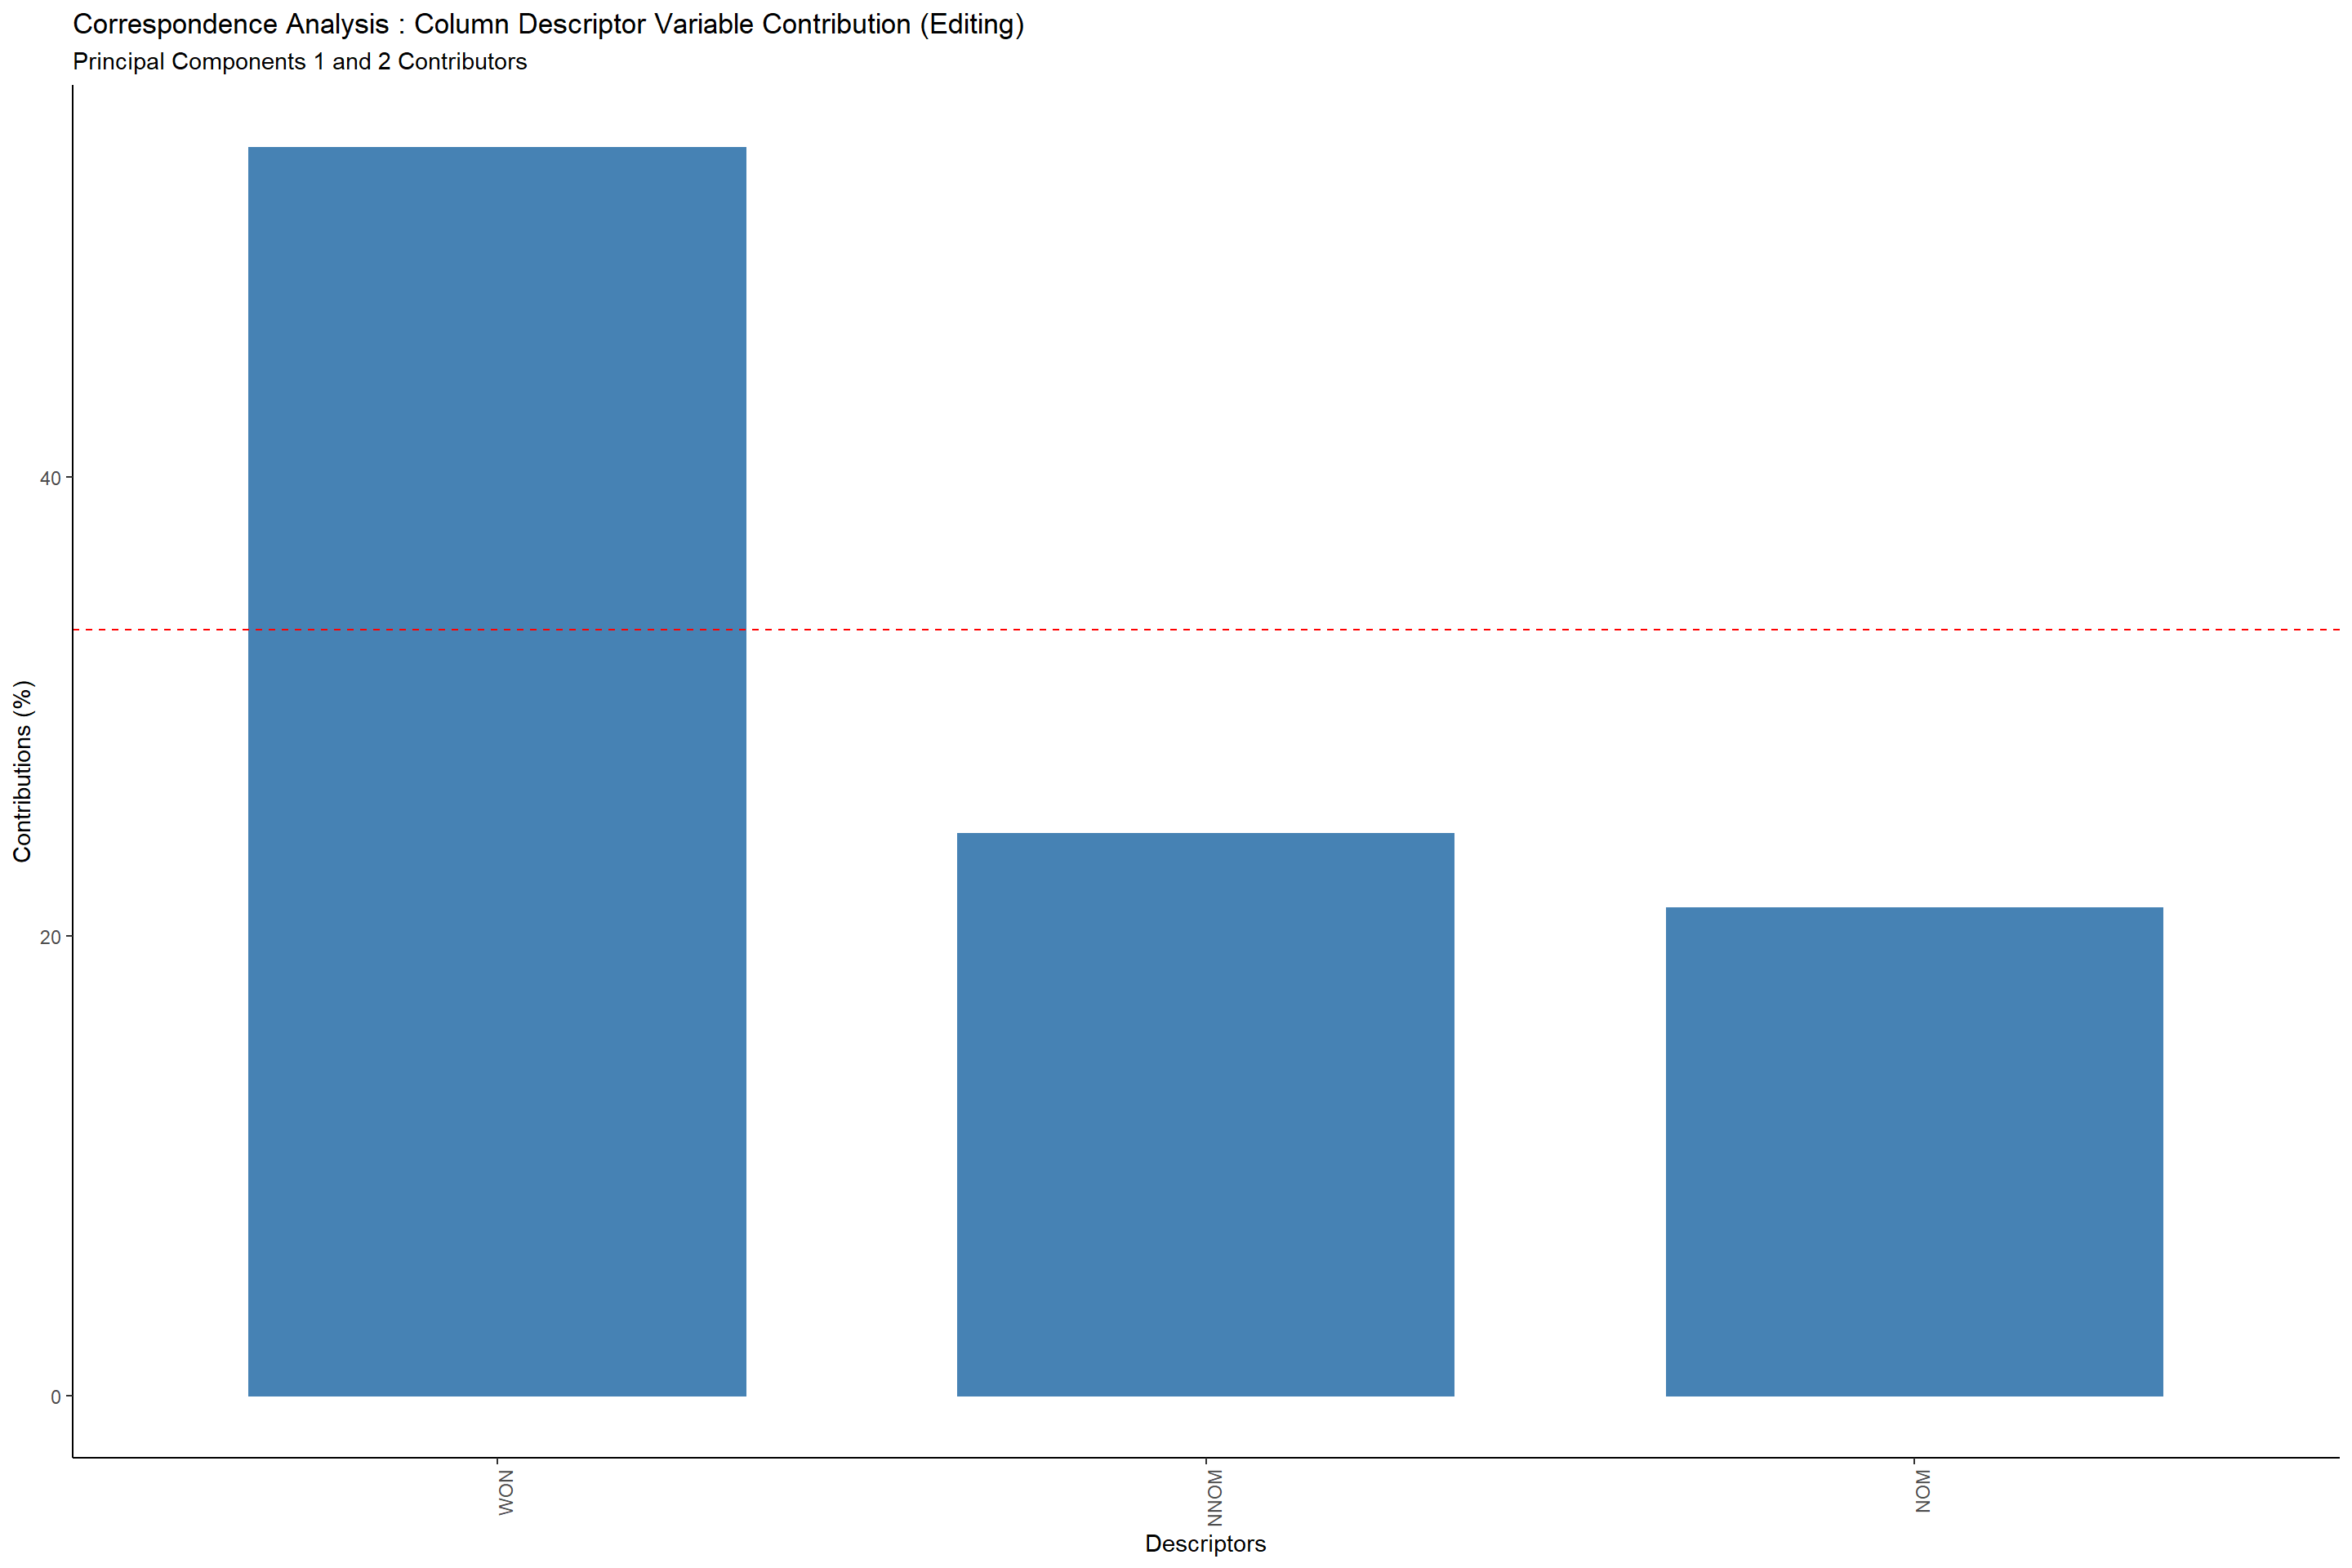 Correspondence Analysis : Column Descriptor Variable Contribution (Editing)
Principal Components 1 and 2 Contributors
Contributions (%)
40
20
0
WON
NNOM
NOM
Descriptors